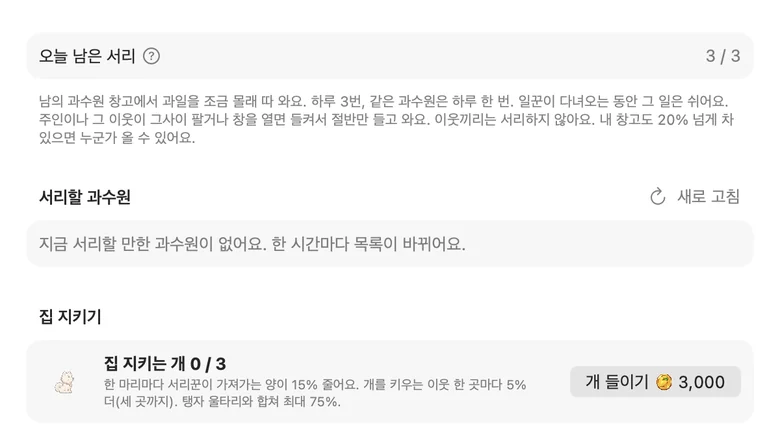 오늘 남은 서리 ?
3 / 3
남의 과수원 창고에서 과일을 조금 몰래 따 와요. 하루 3번, 같은 과수원은 하루 한 번. 일꾼이 다녀오는 동안 그 일은 쉬어요.
주인이나 그 이웃이 그사이 팔거나 창을 열면 들켜서 절반만 들고 와요. 이웃끼리는 서리하지 않아요. 내 창고도 20% 넘게 차
있으면 누군가 올 수 있어요.
서리할 과수원
새로 고침
지금 서리할 만한 과수원이 없어요. 한 시간마다 목록이 바뀌어요.
집 지키기
집 지키는 개 0 / 3
한 마리마다 서리꾼이 가져가는 양이 15% 줄어요. 개를 키우는 이웃 한 곳마다 5%
더(세 곳까지). 탱자 울타리와 합쳐 최대 75%.
개 들이기 3,000